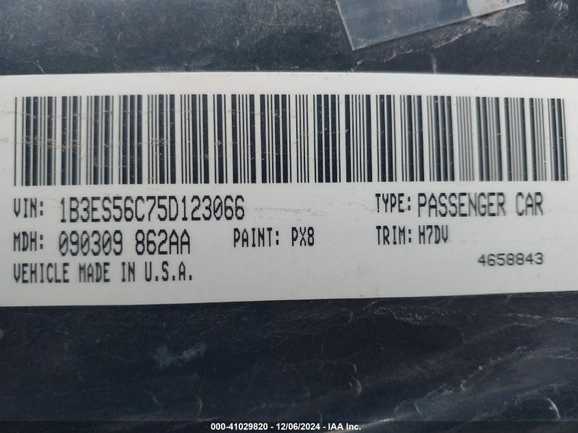 VIN: 1B3ES56C75D123066 TYPE: PASSENGER CAR
MDH: 090309 862AA PAINT: PX8 TRIM: H7DV
VEHICLE MADE IN U.S.A. 4658843
000-41029820 - 12/06/2024 - IAA Inc.